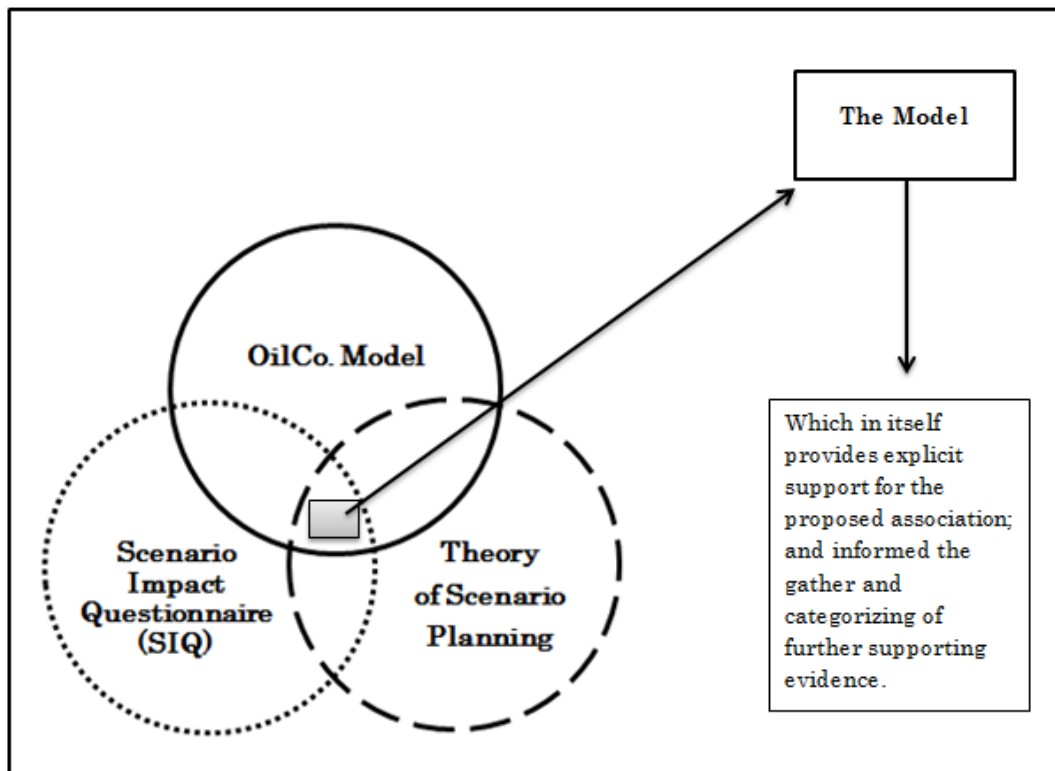 The Model
OilCo. Model
Scenario
Impact
Questionnaire
(SIQ)
Theory
of Scenario
Planning
Which in itself
provides explicit
support for the
proposed association;
and informed the
gather and
categorizing of
further supporting
evidence.